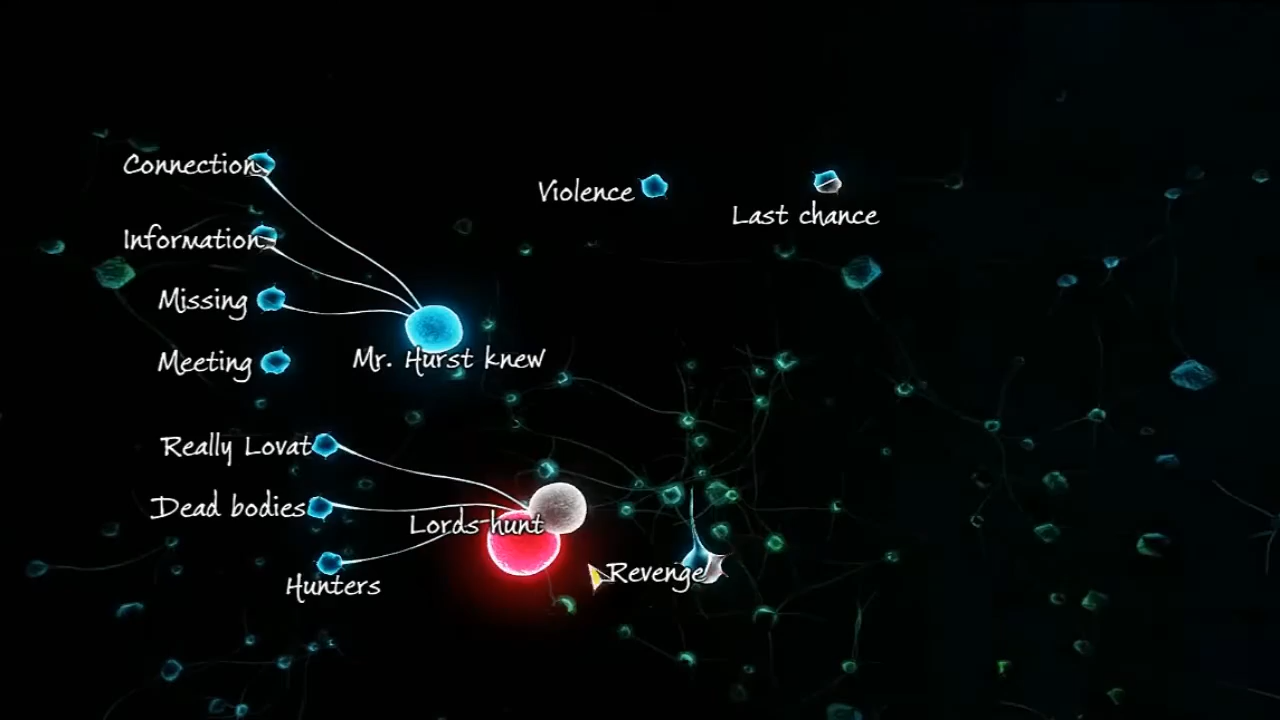 Connection
Violence
Last chance
Information
Missing
Meeting
Mr. Hurst knew
Really Lovat
Dead bodies
Lords hunt
Hunters
Revenge